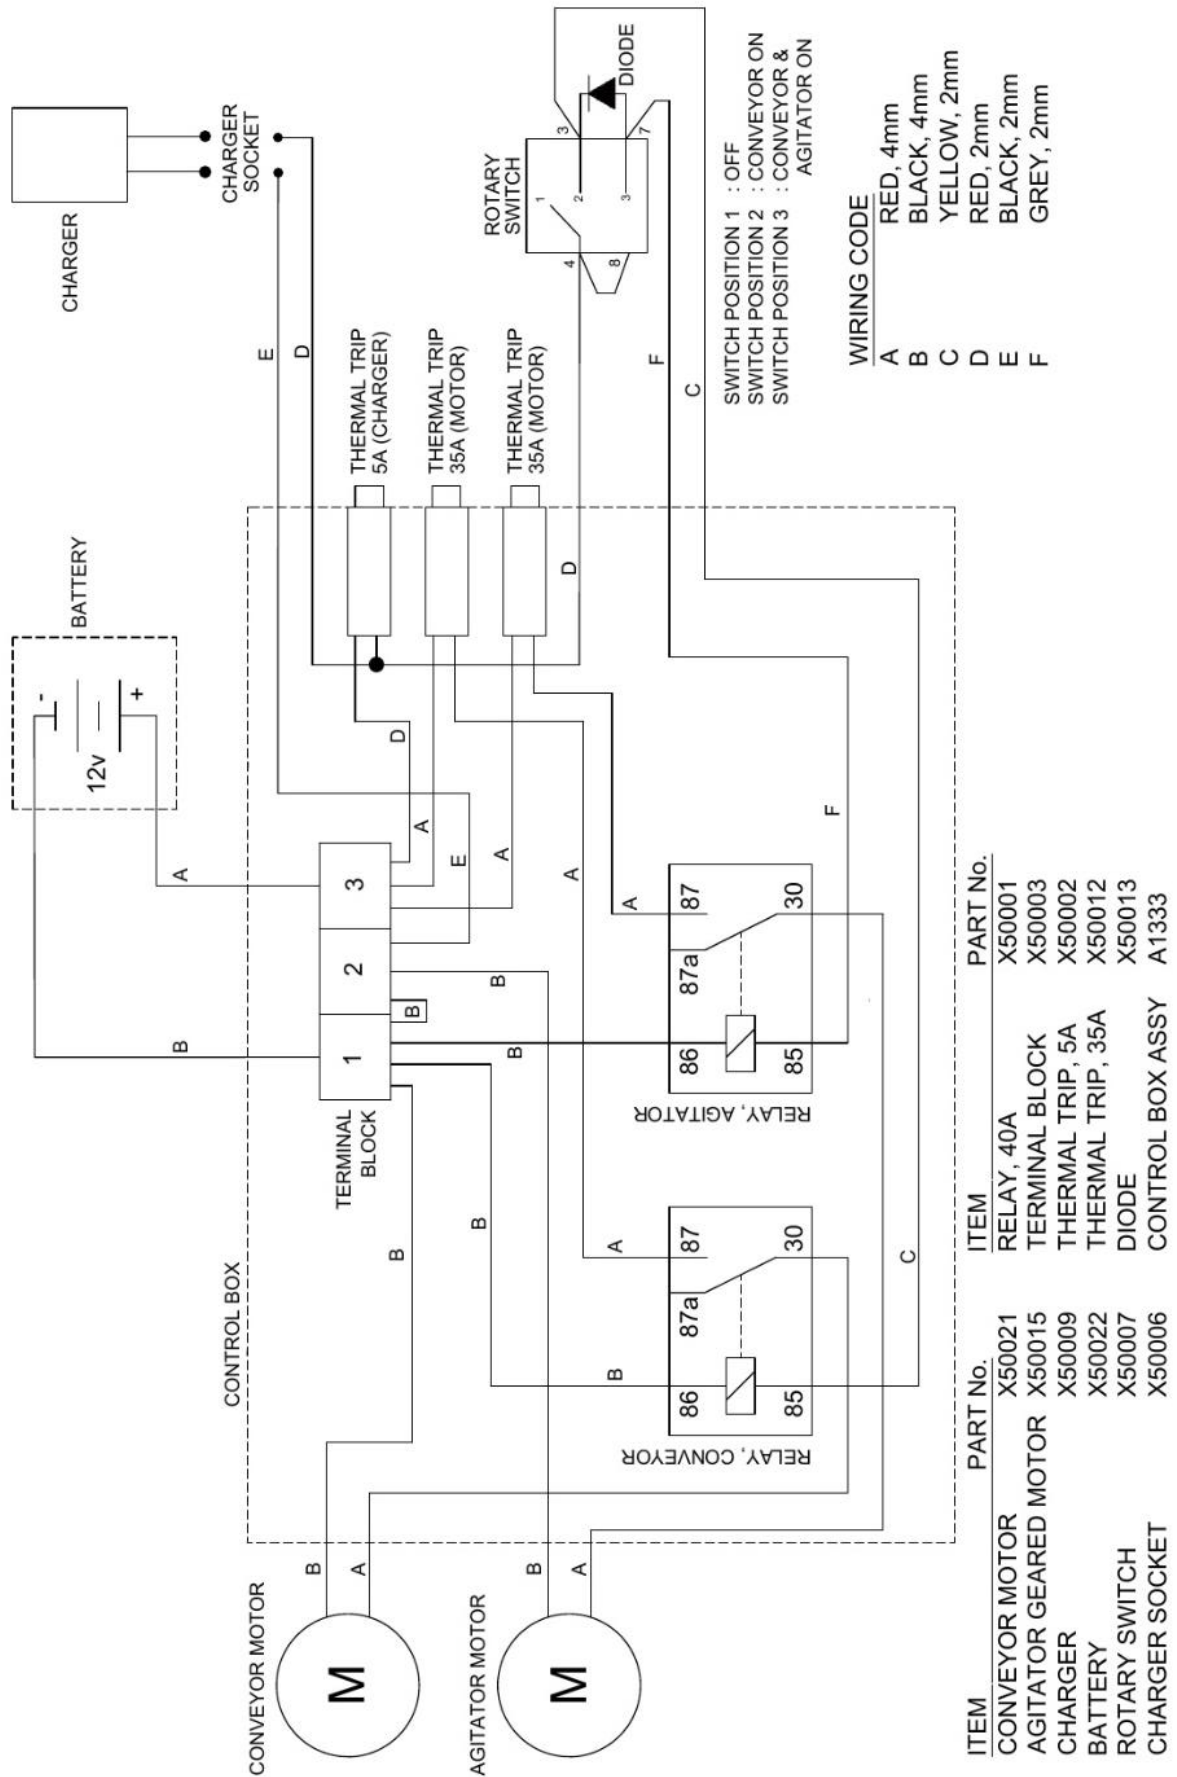 CHARGER
CHARGER
SOCKET
BATTERY
-
+
12v
ROTARY
SWITCH
DIODE
1
2
3
3
7
4
8
SWITCH POSITION 1 : OFF
SWITCH POSITION 2 : CONVEYOR ON
SWITCH POSITION 3 : CONVEYOR &
AGITATOR ON
WIRING CODE
A RED, 4mm
B BLACK, 4mm
C YELLOW, 2mm
D RED, 2mm
E BLACK, 2mm
F GREY, 2mm
THERMAL TRIP
5A (CHARGER)
THERMAL TRIP
35A (MOTOR)
THERMAL TRIP
35A (MOTOR)
E
D
D
F
C
CONTROL BOX
TERMINAL
BLOCK
1
2
3
B
A
B
D
A
E
A
B
B
B
B
A
A
F
RELAY, AGITATOR
86
87a
87
85
30
RELAY, CONVEYOR
86
87a
87
85
30
B
A
C
CONVEYOR MOTOR
M
B
A
AGITATOR MOTOR
M
B
A
ITEM PART No.
CONVEYOR MOTOR X50021
AGITATOR GEARED MOTOR X50015
CHARGER X50009
BATTERY X50022
ROTARY SWITCH X50007
CHARGER SOCKET X50006
ITEM PART No.
RELAY, 40A X50001
TERMINAL BLOCK X50003
THERMAL TRIP, 5A X50002
THERMAL TRIP, 35A X50012
DIODE X50013
CONTROL BOX ASSY A1333